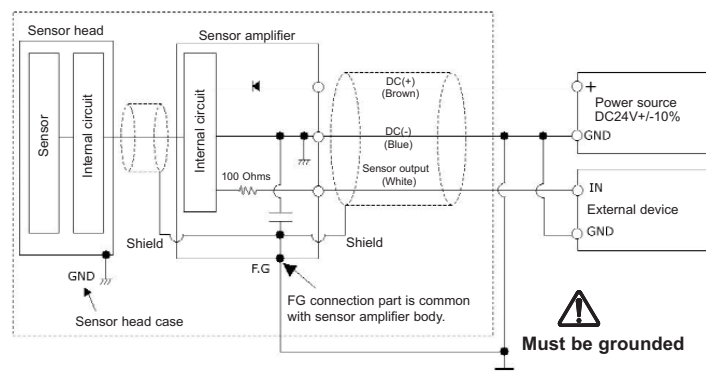 Sensor head
Sensor amplifier
Sensor
Internal circuit
Internal circuit
100 Ohms
DC(+)
(Brown)
DC(-)
(Blue)
Sensor output
(White)
+
Power source
DC24V+/-10%
GND
IN
External device
GND
Shield
Shield
GND
F.G
Sensor head case
FG connection part is common
with sensor amplifier body.
Must be grounded